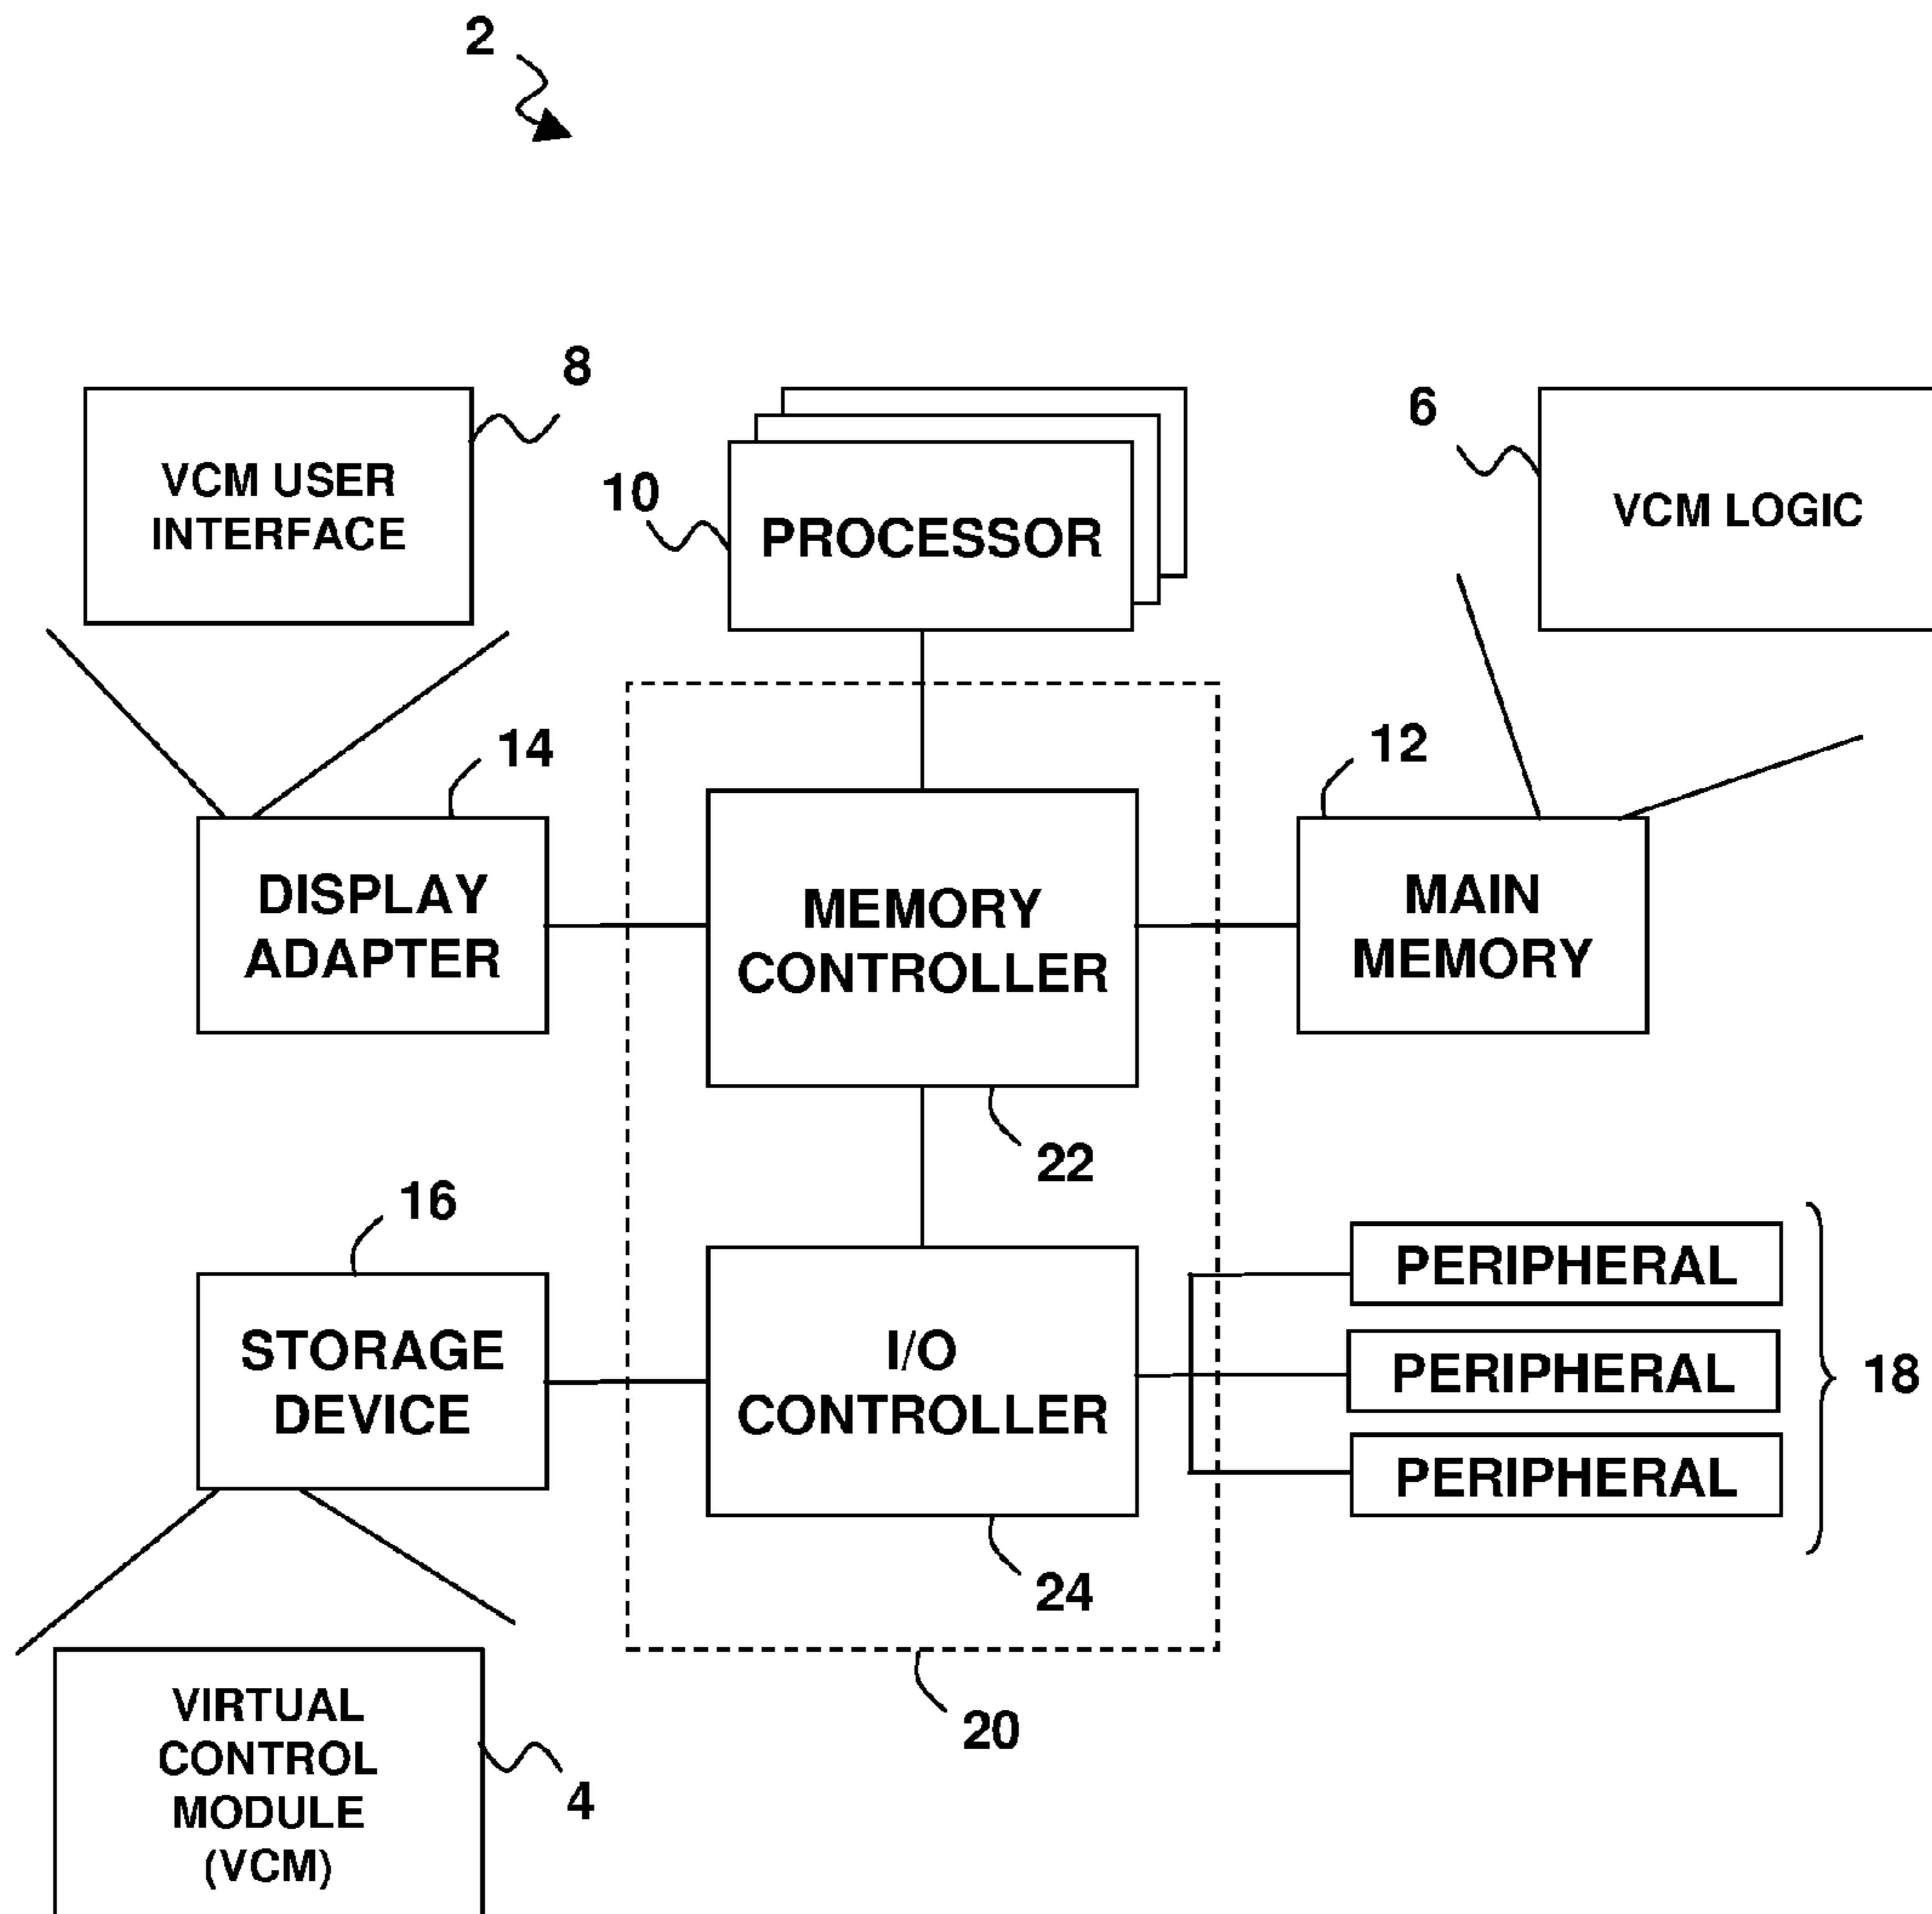 2
8
VCM USER
INTERFACE
10
PROCESSOR
6
VCM LOGIC
14
DISPLAY
ADAPTER
MEMORY
CONTROLLER
22
12
MAIN
MEMORY
16
STORAGE
DEVICE
I/O
CONTROLLER
24
PERIPHERAL
PERIPHERAL
PERIPHERAL
18
20
VIRTUAL
CONTROL
MODULE
(VCM)
4